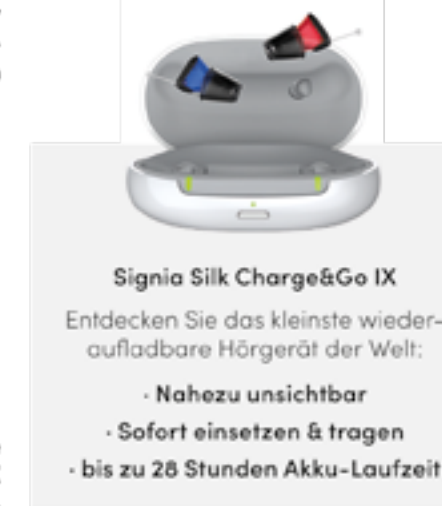 Signia Silk Charge&Go IX
Entdecken Sie das kleinste wieder-
aufladbare Hörgerät der Welt:
· Nahezu unsichtbar
· Sofort einsetzen & tragen
· bis zu 28 Stunden Akku-Laufzeit